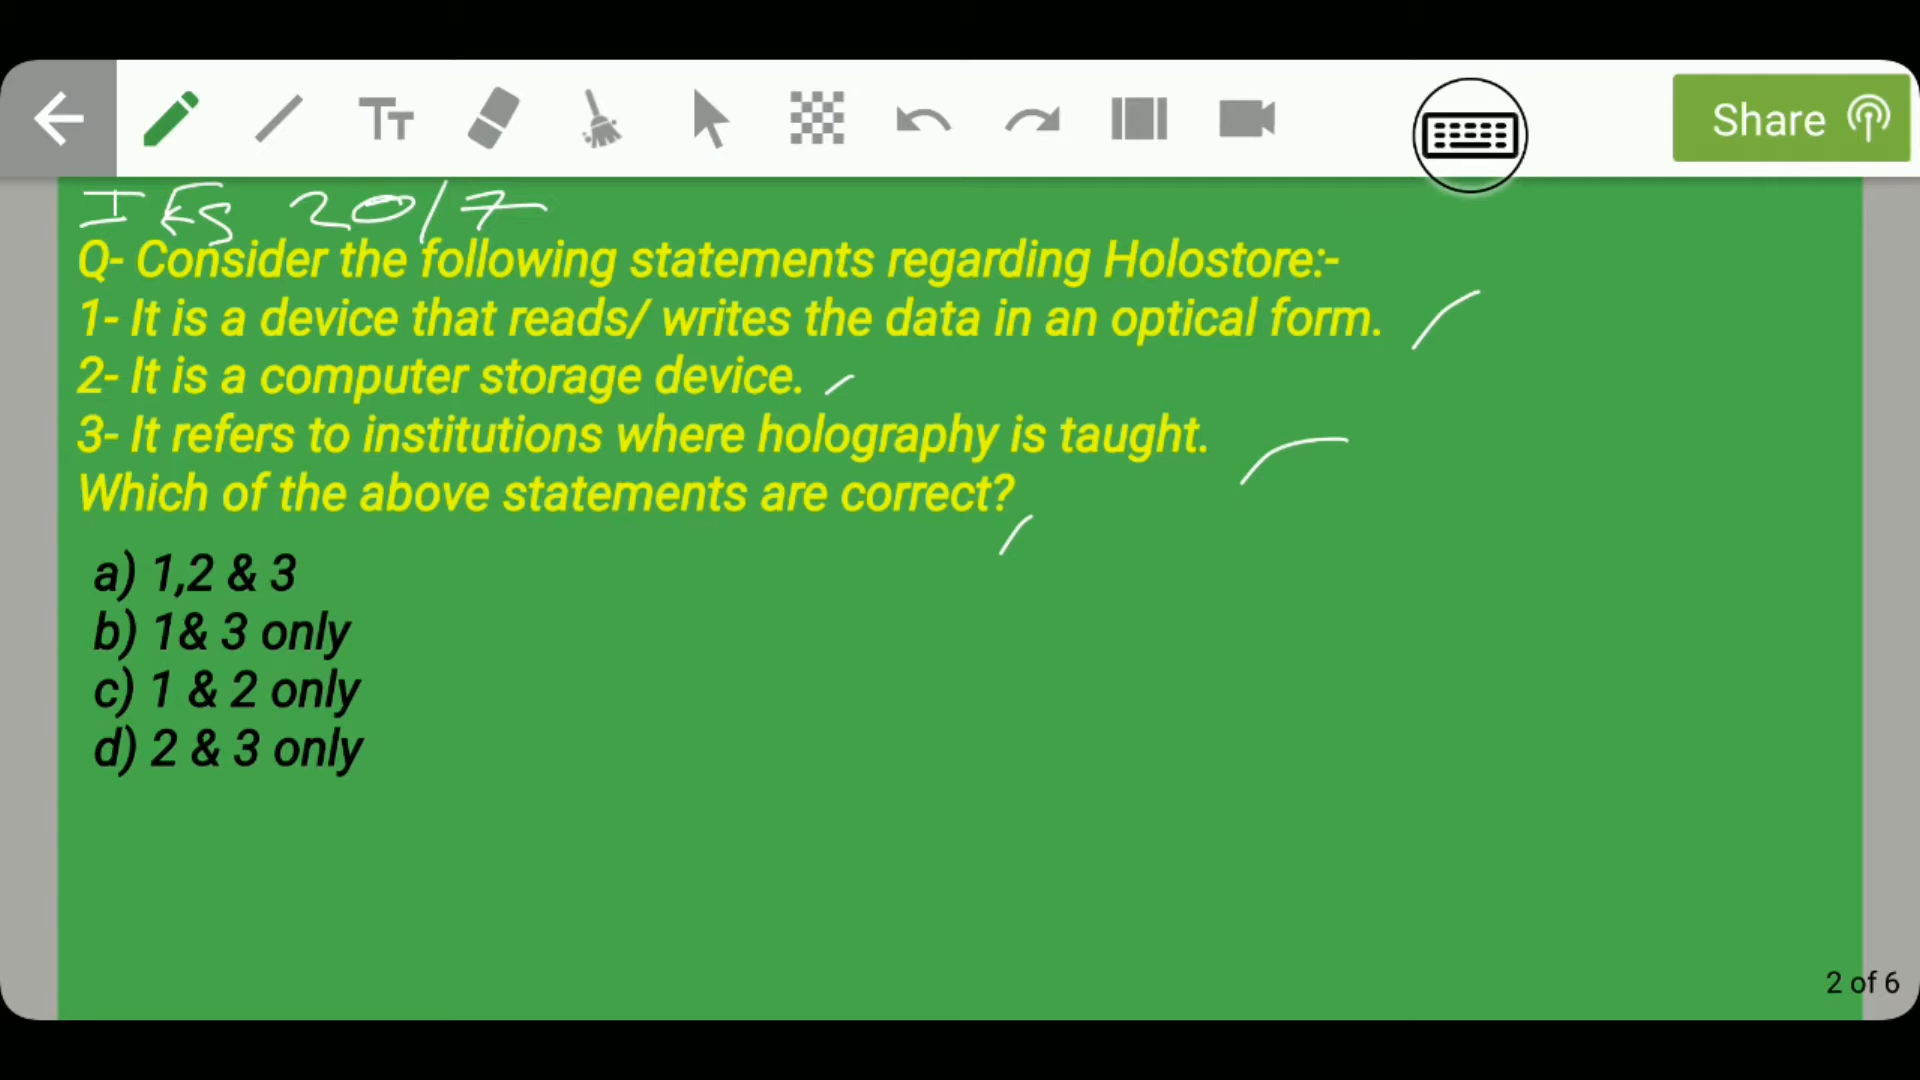 Tт
Share
IES 2017
Q- Consider the following statements regarding Holostore:-
1- It is a device that reads/ writes the data in an optical form.
2- It is a computer storage device.
3- It refers to institutions where holography is taught.
Which of the above statements are correct?
a) 1,2 & 3
b) 1& 3 only
c) 1 & 2 only
d) 2 & 3 only
2 of 6